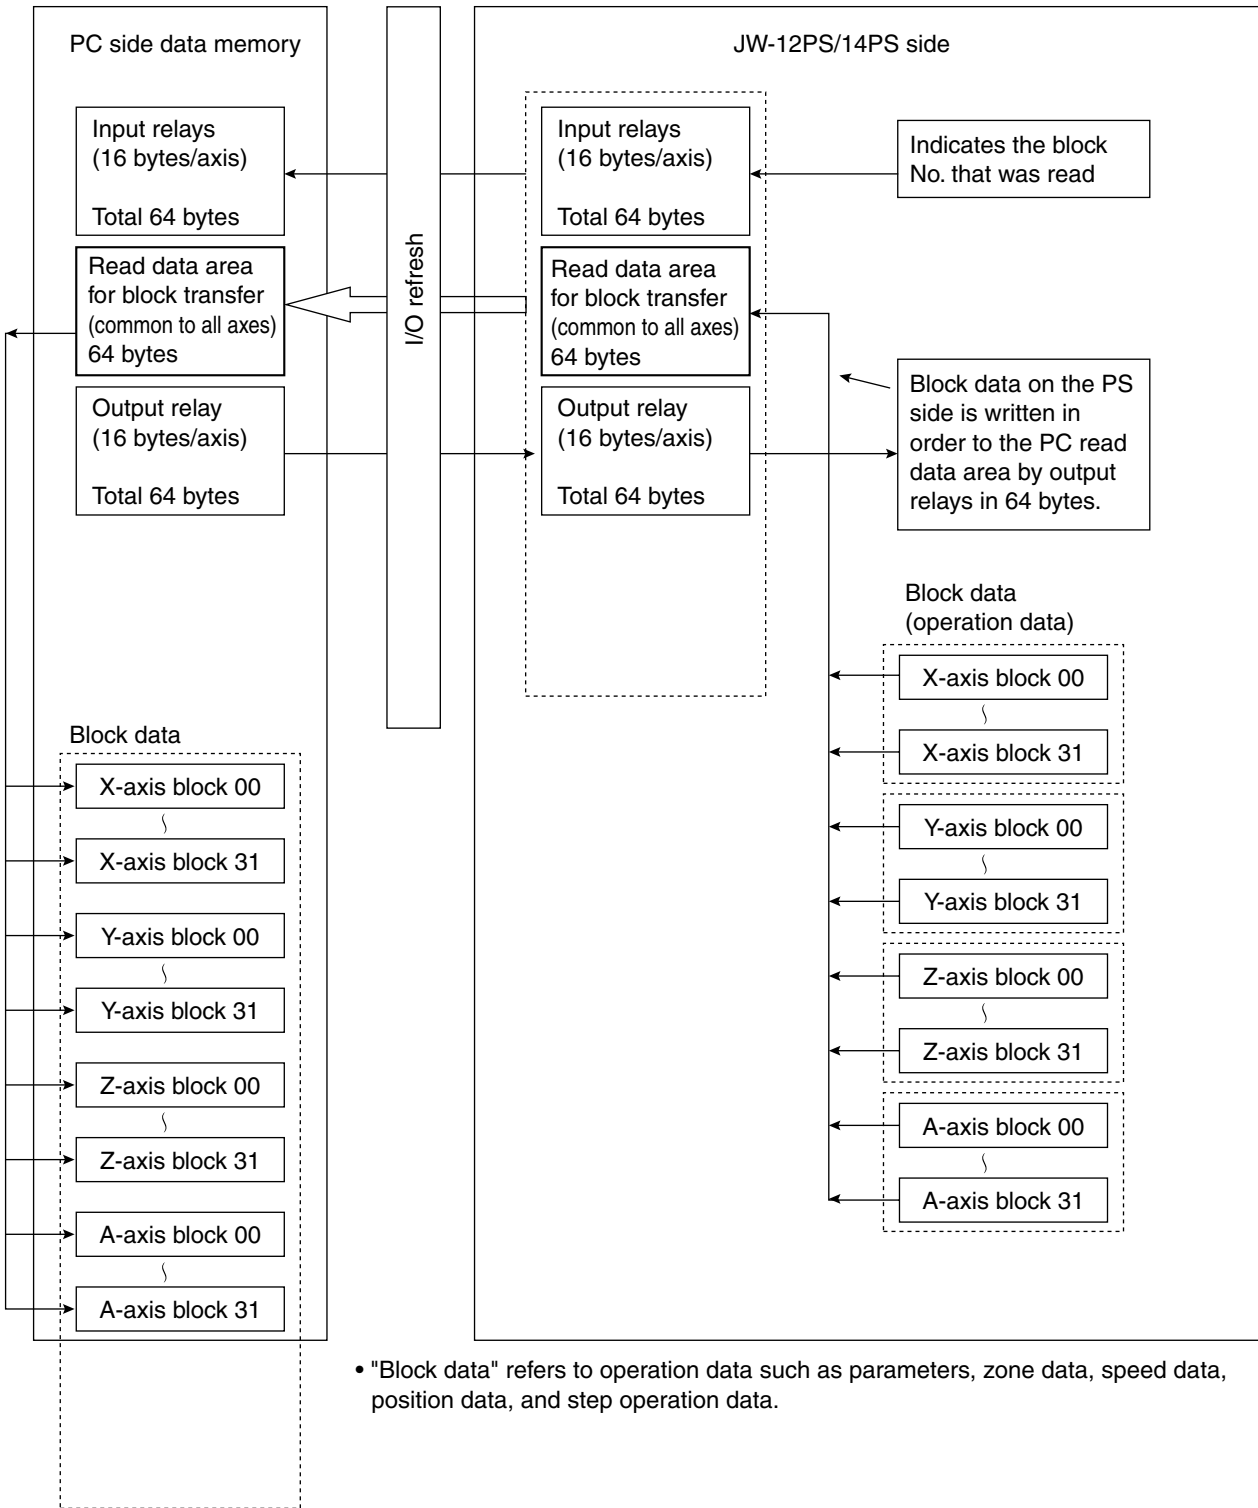 PC side data memory
Input relays
(16 bytes/axis)
Total 64 bytes
Read data area
for block transfer
(common to all axes)
64 bytes
Output relay
(16 bytes/axis)
Total 64 bytes
Block data
X-axis block 00
X-axis block 31
Y-axis block 00
Y-axis block 31
Z-axis block 00
Z-axis block 31
A-axis block 00
A-axis block 31
I/O refresh
JW-12PS/14PS side
Input relays
(16 bytes/axis)
Total 64 bytes
Read data area
for block transfer
(common to all axes)
64 bytes
Output relay
(16 bytes/axis)
Total 64 bytes
Indicates the block
No. that was read
Block data on the PS
side is written in
order to the PC read
data area by output
relays in 64 bytes.
Block data
(operation data)
X-axis block 00
X-axis block 31
Y-axis block 00
Y-axis block 31
Z-axis block 00
Z-axis block 31
A-axis block 00
A-axis block 31
• "Block data" refers to operation data such as parameters, zone data, speed data,
position data, and step operation data.